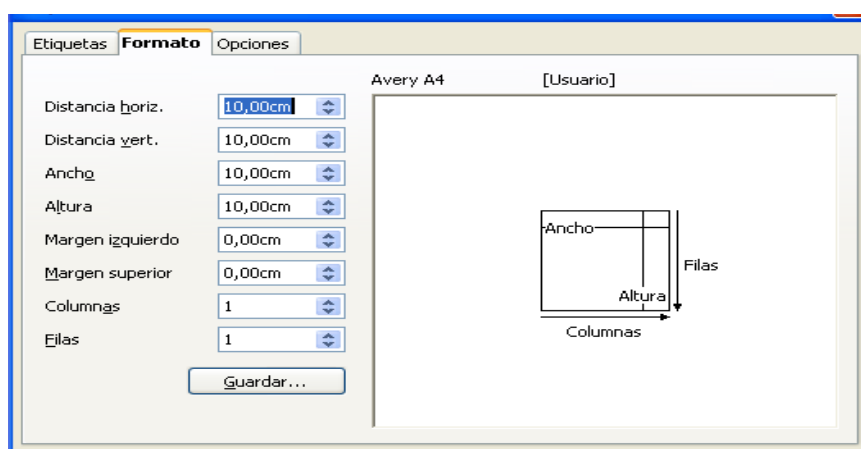 Etiquetas Formato Opciones
Avery A4 [Usuario]
Distancia horiz. 10,00cm
Distancia vert. 10,00cm
Ancho 10,00cm
Altura 10,00cm
Margen izquierdo 0,00cm
Margen superior 0,00cm
Columnas 1
Filas 1
Guardar...
Ancho
Filas
Altura
Columnas